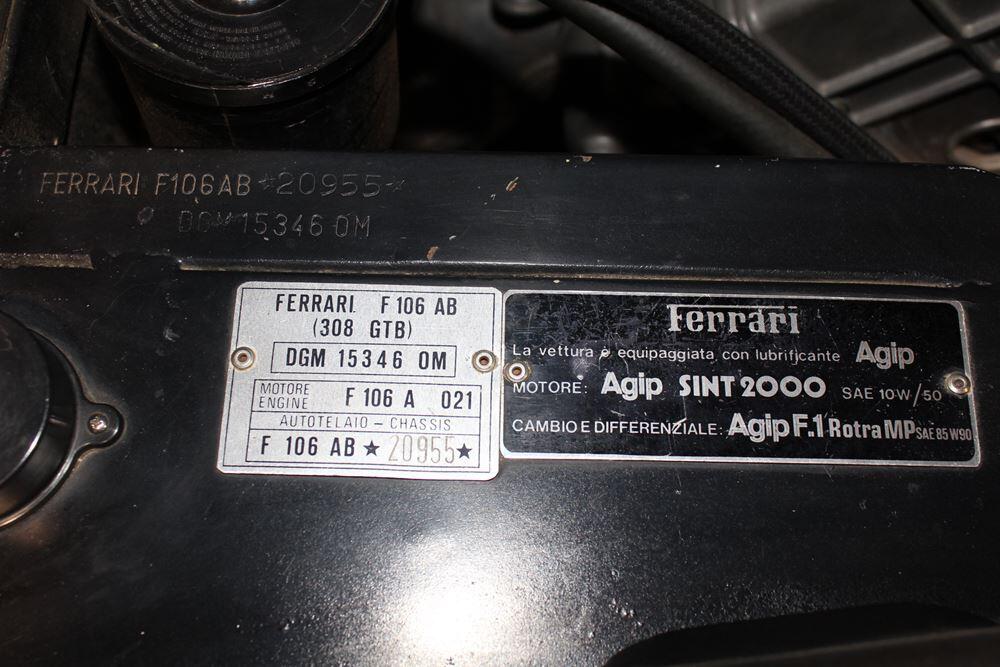 FERRARI F106AB *20955*
DGM 15346 OM
FERRARI F 106 AB
(308 GTB)
DGM 15346 OM
MOTORE
ENGINE F 106 A 021
AUTOTELAIO - CHASSIS
F 106 AB ★ 20955★
Ferrari
La vettura è equipaggiata con lubrificante Agip
MOTORE: Agip SINT 2000 SAE 10W/50
CAMBIO E DIFFERENZIALE: Agip F.1 Rotra MP SAE 85 W90